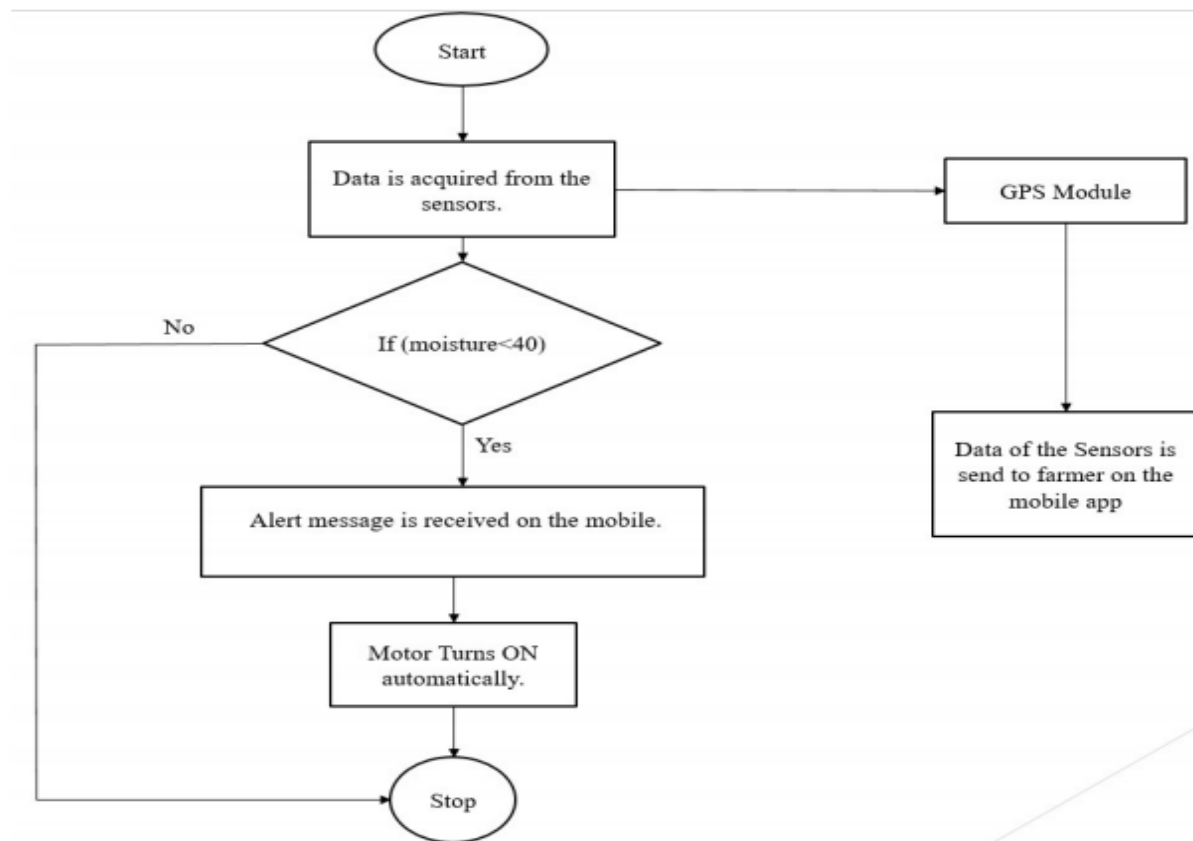 Start
Data is acquired from the
sensors.
GPS Module
No
If (moisture<40)
Yes
Data of the Sensors is
send to farmer on the
mobile app
Alert message is received on the mobile.
Motor Turns ON
automatically.
Stop